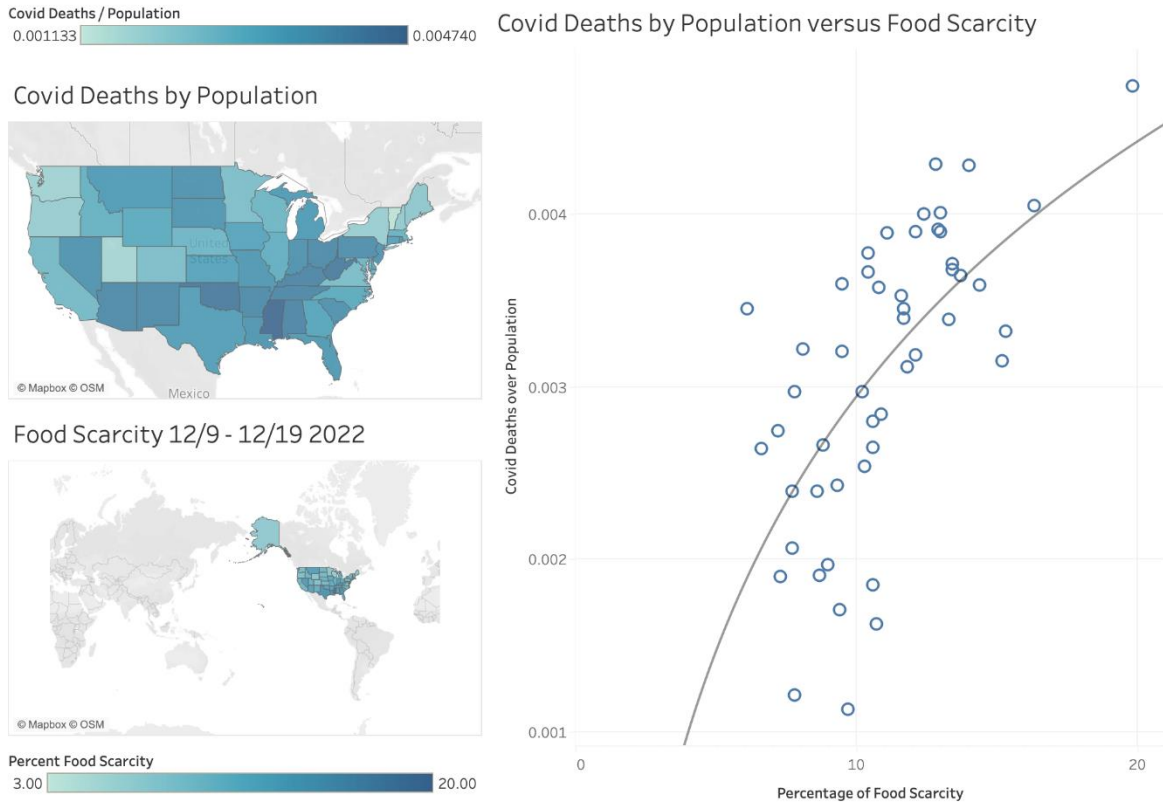 Covid Deaths / Population
0.001133 0.004740
Covid Deaths by Population
United
States
Mexico
© Mapbox © OSM
Food Scarcity 12/9 - 12/19 2022
© Mapbox © OSM
Percent Food Scarcity
3.00 20.00
Covid Deaths by Population versus Food Scarcity
Covid Deaths over Population
0.004
0.003
0.002
0.001
0 10 20
Percentage of Food Scarcity